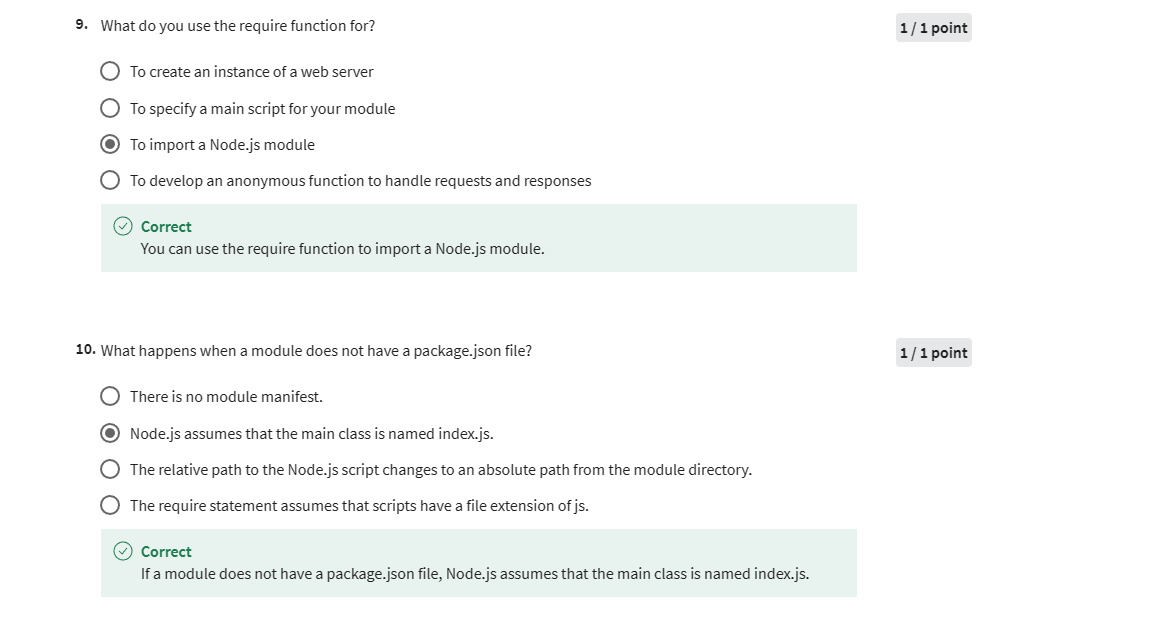 9. What do you use the require function for?
1 / 1 point
To create an instance of a web server
To specify a main script for your module
To import a Node.js module
To develop an anonymous function to handle requests and responses
Correct
You can use the require function to import a Node.js module.
10. What happens when a module does not have a package.json file?
1 / 1 point
There is no module manifest.
Node.js assumes that the main class is named index.js.
The relative path to the Node.js script changes to an absolute path from the module directory.
The require statement assumes that scripts have a file extension of js.
Correct
If a module does not have a package.json file, Node.js assumes that the main class is named index.js.